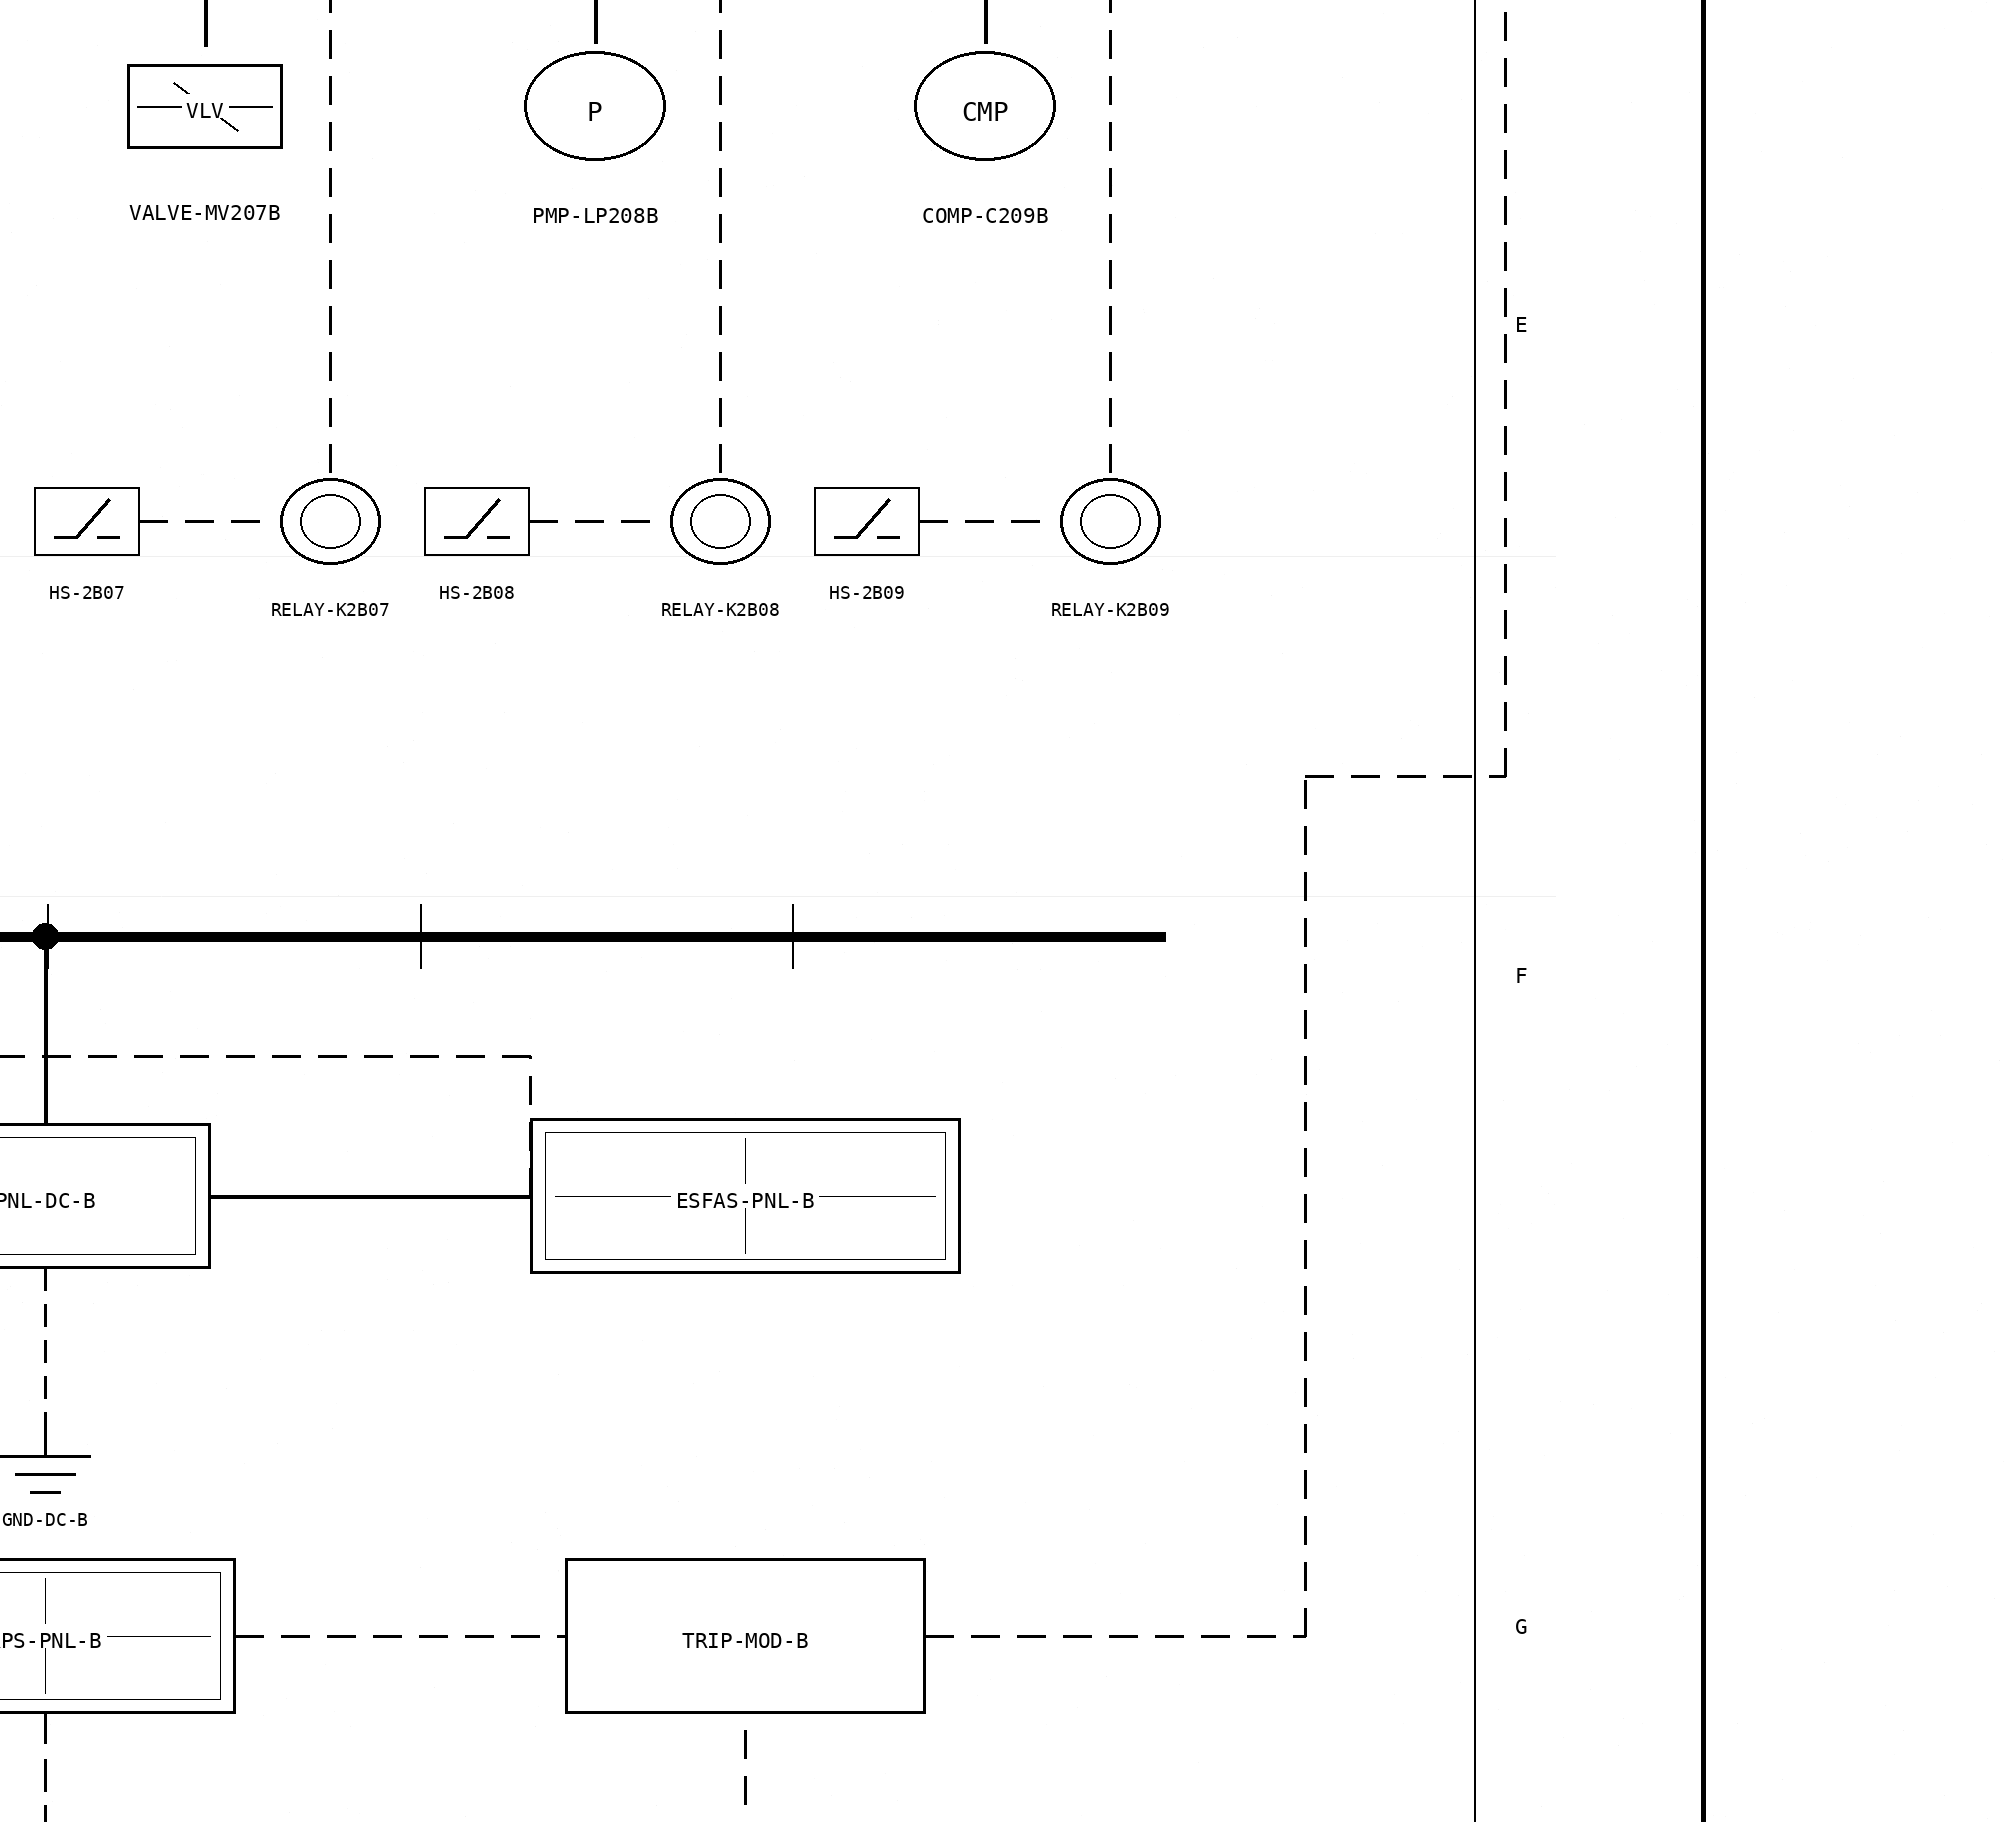 VLV
P
CMP
VALVE-MV207B
PMP-LP208B
COMP-C209B
E
HS-2B07
HS-2B08
HS-2B09
RELAY-K2B07
RELAY-K2B08
RELAY-K2B09
F
PNL-DC-B
ESFAS-PNL-B
GND-DC-B
G
PS-PNL-B
TRIP-MOD-B